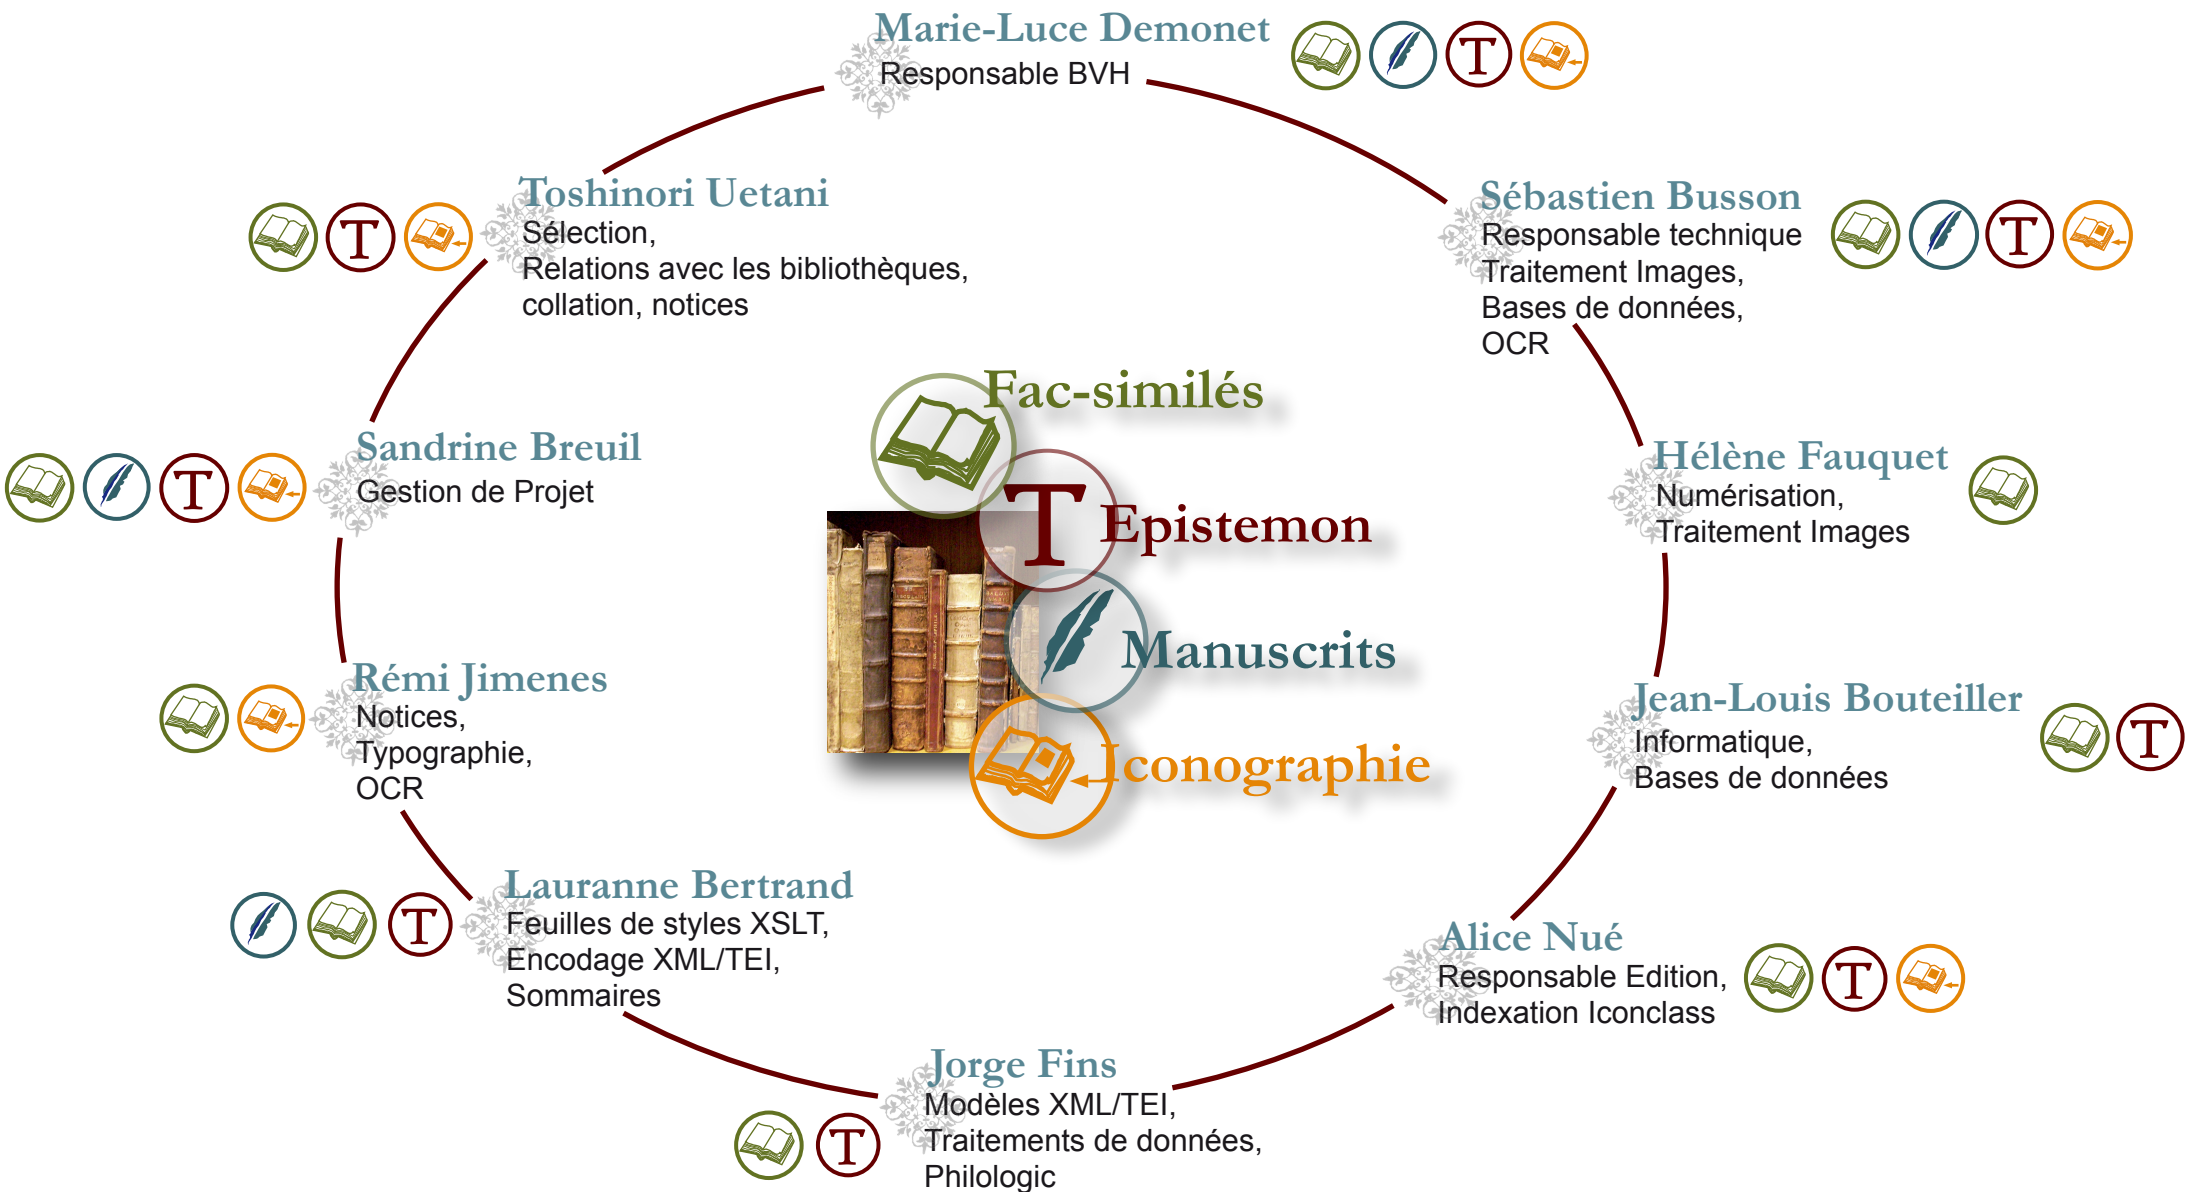 Marie-Luce Demonet
Responsable BVH
Toshinori Uetani
Sélection,
Relations avec les bibliothèques,
collation, notices
Sébastien Busson
Responsable technique
Traitement Images,
Bases de données,
OCR
Sandrine Breuil
Gestion de Projet
Fac-similés
T Epistemon
Manuscrits
Iconographie
Hélène Fauquet
Numérisation,
Traitement Images
Rémi Jimenes
Notices,
Typographie,
OCR
Jean-Louis Bouteiller
Informatique,
Bases de données
Lauranne Bertrand
Feuilles de styles XSLT,
Encodage XML/TEI,
Sommaires
Alice Nué
Responsable Edition,
Indexation Iconclass
Jorge Fins
Modèles XML/TEI,
Traitements de données,
Philologic
T
T
T
T
T
T
T
T